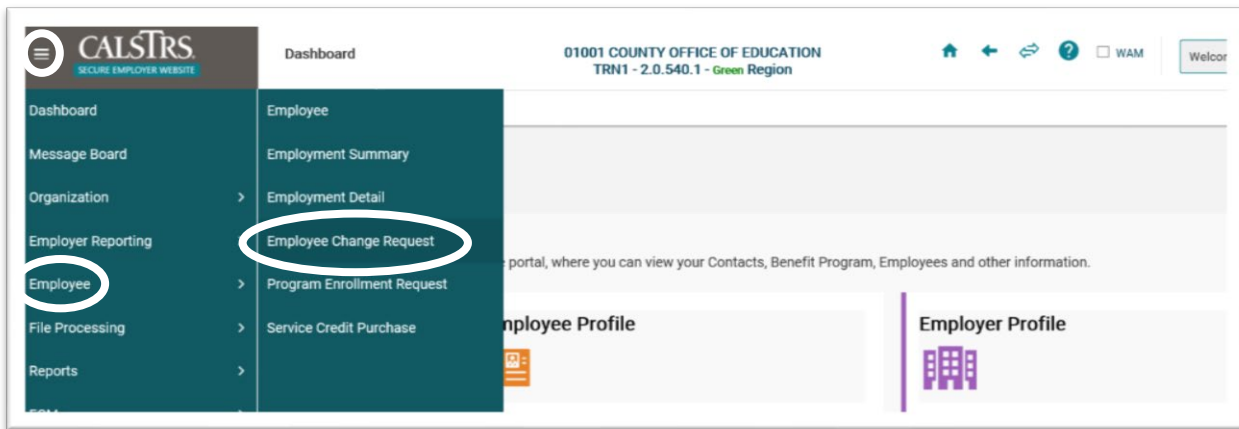 CALSTRS
SECURE EMPLOYER WEBSITE
Dashboard
01001 COUNTY OFFICE OF EDUCATION
TRN1 - 2.0.540.1 - Green Region
WAM
Welcor
Dashboard
Message Board
Organization
Employer Reporting
Employee
File Processing
Reports
Employee
Employment Summary
Employment Detail
Employee Change Request
Program Enrollment Request
Service Credit Purchase
portal, where you can view your Contacts, Benefit Program, Employees and other information.
nployee Profile
Employer Profile